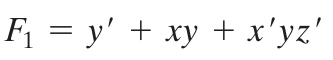 F₁ = y′ + xy + x′yz′